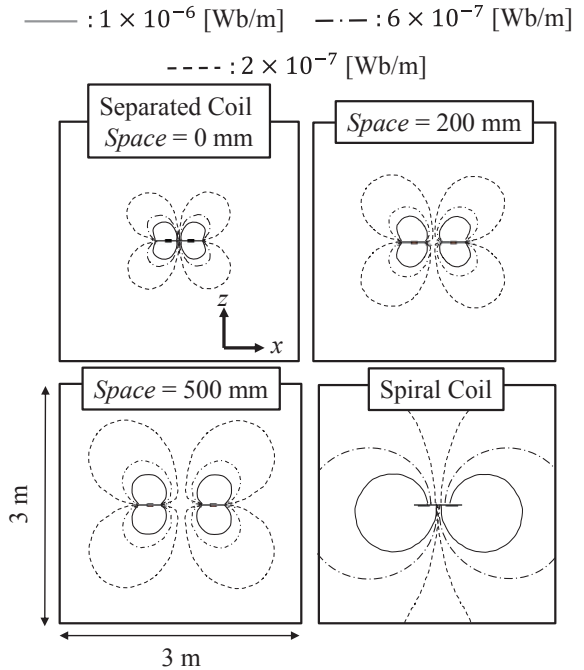 : 1 × 10⁻⁶ [Wb/m] : 6 × 10⁻⁷ [Wb/m]
: 2 × 10⁻⁷ [Wb/m]
Separated Coil
Space = 0 mm
Space = 200 mm
z
x
Space = 500 mm
Spiral Coil
3 m
3 m